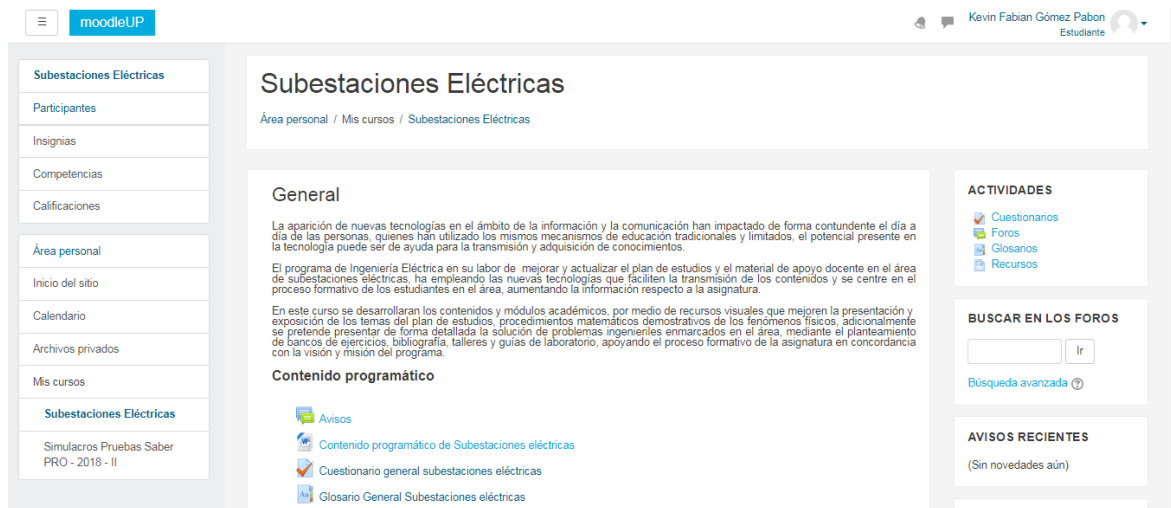 moodleUP
Kevin Fabian Gómez Pabon
Estudiante
Subestaciones Eléctricas
Participantes
Insignias
Competencias
Calificaciones
Área personal
Inicio del sitio
Calendario
Archivos privados
Mis cursos
Subestaciones Eléctricas
Simulacros Pruebas Saber
PRO - 2018 - II
Subestaciones Eléctricas
Área personal / Mis cursos / Subestaciones Eléctricas
General
La aparición de nuevas tecnologías en el ámbito de la información y la comunicación han impactado de forma contundente el día a
día de las personas, quienes han utilizado los mismos mecanismos de educación tradicionales y limitados, el potencial presente en
la tecnología puede ser de ayuda para la transmisión y adquisición de conocimientos.
El programa de Ingeniería Eléctrica en su labor de mejorar y actualizar el plan de estudios y el material de apoyo docente en el área
de subestaciones eléctricas, ha empleando las nuevas tecnologías que faciliten la transmisión de los contenidos y se centre en el
proceso formativo de los estudiantes en el área, aumentando la información respecto a la asignatura.
En este curso se desarrollaran los contenidos y módulos académicos, por medio de recursos visuales que mejoren la presentación y
exposición de los temas del plan de estudios, procedimientos matemáticos demostrativos de los fenómenos físicos, adicionalmente
se pretende presentar de forma detallada la solución de problemas ingenieriles enmarcados en el área, mediante el planteamiento
de bancos de ejercicios, bibliografía, talleres y guías de laboratorio, apoyando el proceso formativo de la asignatura en concordancia
con la visión y misión del programa.
Contenido programático
Avisos
Contenido programático de Subestaciones eléctricas
Cuestionario general subestaciones eléctricas
Glosario General Subestaciones eléctricas
ACTIVIDADES
Cuestionarios
Foros
Glosarios
Recursos
BUSCAR EN LOS FOROS
Ir
Búsqueda avanzada
AVISOS RECIENTES
(Sin novedades aún)